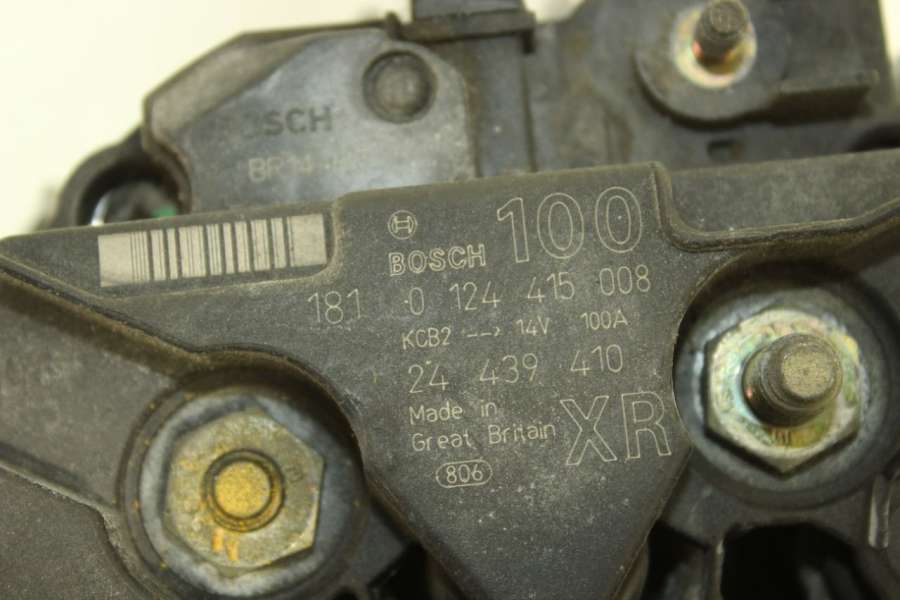 BOSCH
BOSCH 100
181 0 124 415 008
KCB2 --> 14V 100A
24 439 410
Made in
Great Britain XR
806